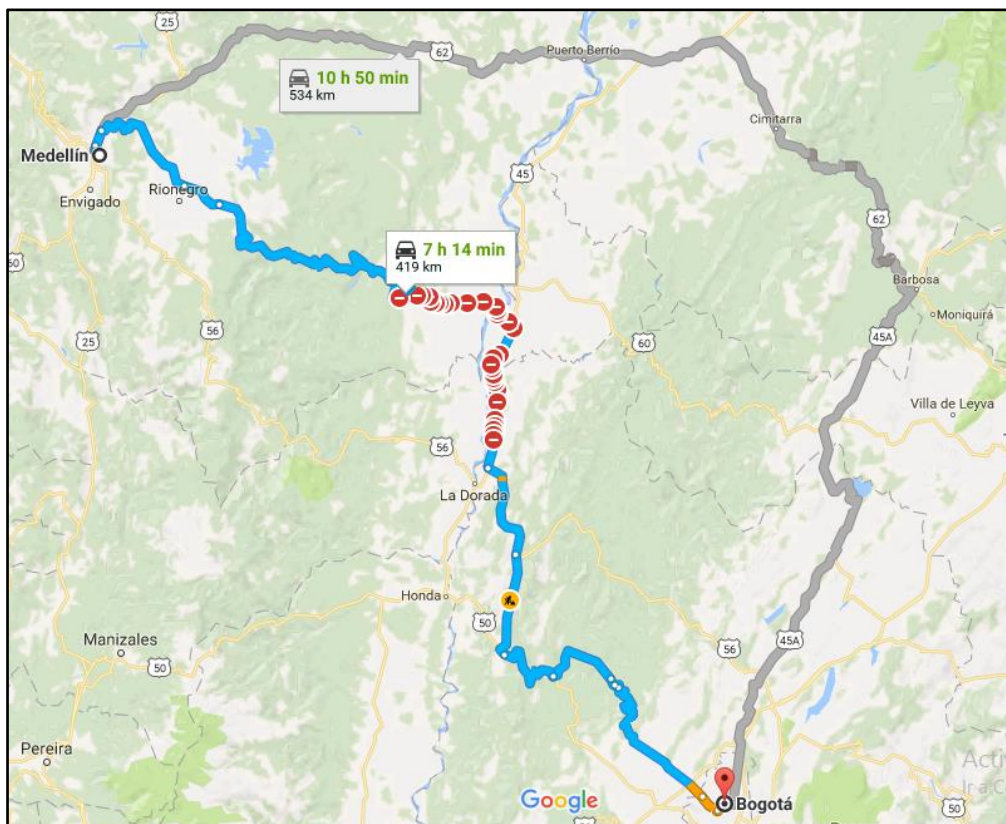 25
62
Puerto Berrío
10 h 50 min
534 km
Cimitarra
Medellín
Envigado
Rionegro
45
62
50
7 h 14 min
419 km
Barbosa
Moniquirá
56
25
60
45A
Villa de Leyva
56
La Dorada
Honda
50
Manizales
50
56
45A
Pereira
Google
Bogotá
50
50